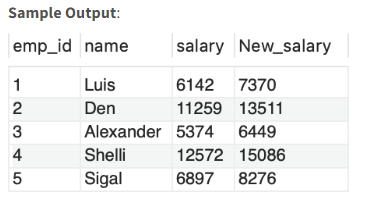 Sample Output:
emp_id name salary New_salary
1 Luis 6142 7370
2 Den 11259 13511
3 Alexander 5374 6449
4 Shelli 12572 15086
5 Sigal 6897 8276